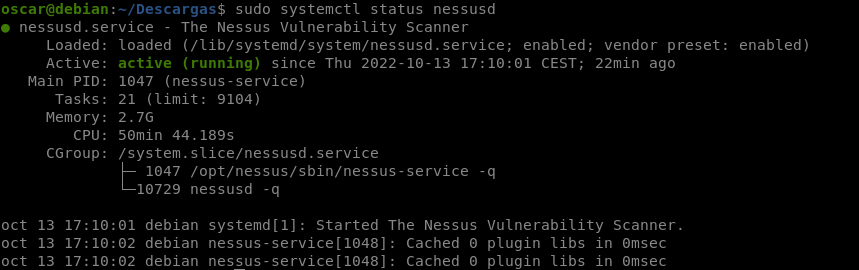 oscar@debian:~/Descargas$ sudo systemctl status nessusd
● nessusd.service - The Nessus Vulnerability Scanner
     Loaded: loaded (/lib/systemd/system/nessusd.service; enabled; vendor preset: enabled)
     Active: active (running) since Thu 2022-10-13 17:10:01 CEST; 22min ago
   Main PID: 1047 (nessus-service)
      Tasks: 21 (limit: 9104)
     Memory: 2.7G
        CPU: 50min 44.189s
     CGroup: /system.slice/nessusd.service
             ├─ 1047 /opt/nessus/sbin/nessus-service -q
             └─10729 nessusd -q
oct 13 17:10:01 debian systemd[1]: Started The Nessus Vulnerability Scanner.
oct 13 17:10:02 debian nessus-service[1048]: Cached 0 plugin libs in 0msec
oct 13 17:10:02 debian nessus-service[1048]: Cached 0 plugin libs in 0msec